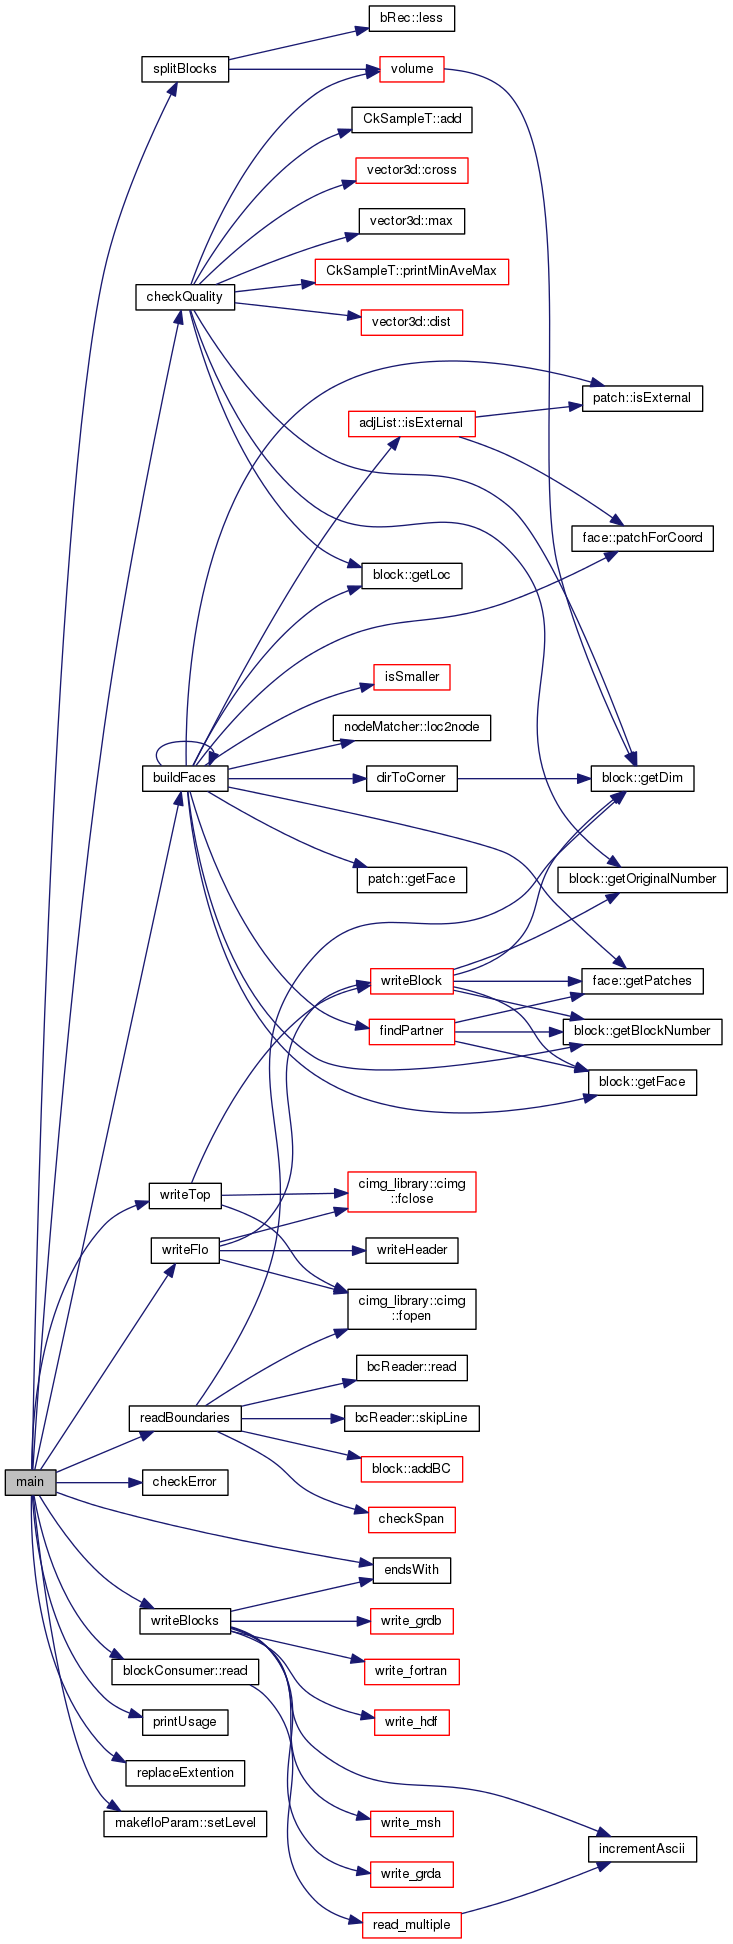 bRec::less
splitBlocks
volume
CkSampleT::add
vector3d::cross
vector3d::max
CkSampleT::printMinAveMax
checkQuality
vector3d::dist
patch::isExternal
adjList::isExternal
face::patchForCoord
block::getLoc
isSmaller
nodeMatcher::loc2node
buildFaces
dirToCorner
block::getDim
patch::getFace
block::getOriginalNumber
writeBlock
face::getPatches
findPartner
block::getBlockNumber
block::getFace
writeTop
cimg_library::cimg
::fclose
writeFlo
writeHeader
cimg_library::cimg
::fopen
bcReader::read
readBoundaries
bcReader::skipLine
block::addBC
main
checkError
checkSpan
endsWith
writeBlocks
write_grdb
blockConsumer::read
write_fortran
printUsage
write_hdf
replaceExtention
makefloParam::setLevel
write_msh
incrementAscii
write_grda
read_multiple